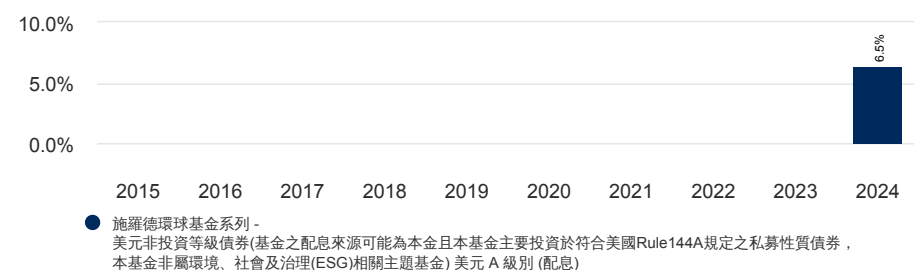 10.0%
6.5%
5.0%
0.0%
2015 2016 2017 2018 2019 2020 2021 2022 2023 2024
施羅德環球基金系列 -
美元非投資等級債券(基金之配息來源可能為本金且本基金主要投資於符合美國Rule144A規定之私募性質債券，
本基金非屬環境、社會及治理(ESG)相關主題基金) 美元 A 級別 (配息)